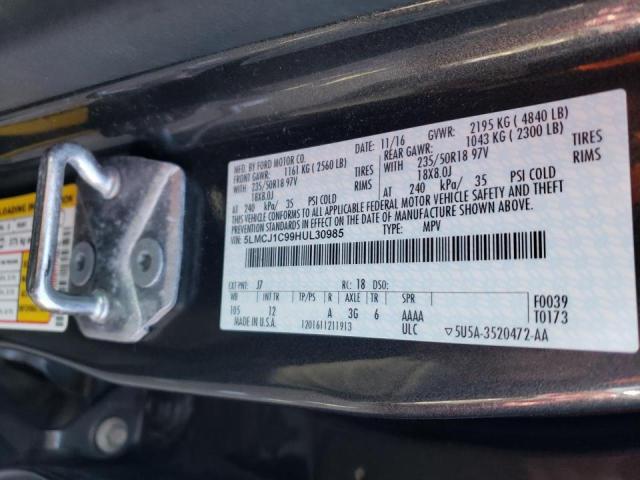 MFD. BY FORD MOTOR CO.
11/16 GVWR: 2195 KG ( 4840 LB)
FRONT GAWR: 1161 KG ( 2560 LB)
REAR GAWR: 1043 KG ( 2300 LB)
WITH 235/50R18 97V TIRES
WITH 235/50R18 97V TIRES
18X8.0J RIMS
18X8.0J RIMS
AT 240 kPa/ 35 PSI COLD
AT 240 kPa/ 35 PSI COLD
THIS VEHICLE CONFORMS TO ALL APPLICABLE FEDERAL MOTOR VEHICLE SAFETY AND THEFT
PREVENTION STANDARDS IN EFFECT ON THE DATE OF MANUFACTURE SHOWN ABOVE.
VIN: 5LMCJ1C99HUL30985 TYPE: MPV
EXT PNT: J7 RC: 18 DSO:
WB INT TR TP/PS R AXLE TR SPR
105 12 A 3G 6 AAAA
F0039
T0173
MADE IN U.S.A. 1201611211913 ULC
▽5U5A-3520472-AA
LOADING INFOR